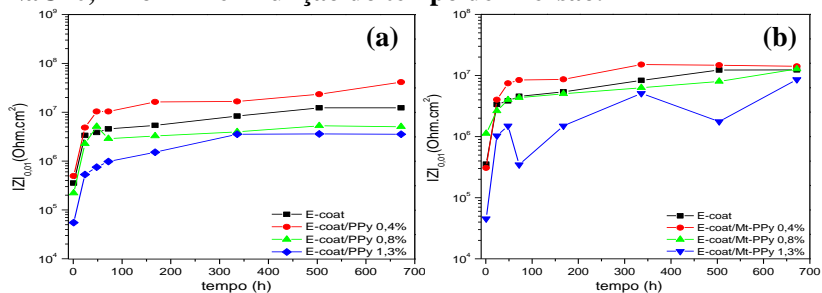 (a)
10⁹
10⁸
10⁷
10⁶
10⁵
10⁴
|Z|0,01(Ohm.cm²)
0 100 200 300 400 500 600 700
tempo (h)
E-coat
E-coat/PPy 0,4%
E-coat/PPy 0,8%
E-coat/PPy 1,3%
(b)
10⁸
10⁷
10⁶
10⁵
10⁴
|Z|0,01(Ohm.cm²)
0 100 200 300 400 500 600 700
tempo (h)
E-coat
E-coat/Mt-PPy 0,4%
E-coat/Mt-PPy 0,8%
E-coat/Mt-PPy 1,3%